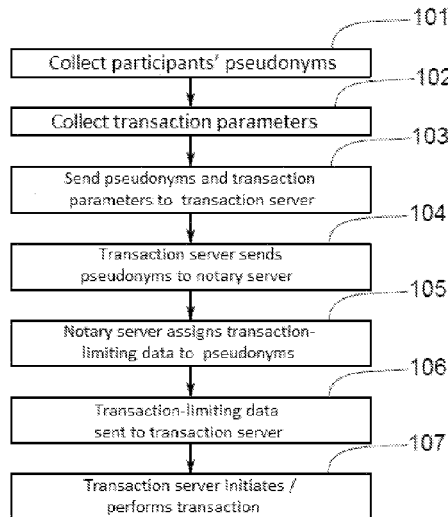 101
Collect participants' pseudonyms
102
Collect transaction parameters
103
Send pseudonyms and transaction
parameters to transaction server
104
Transaction server sends
pseudonyms to notary server
105
Notary server assigns transaction-
limiting data to pseudonyms
106
Transaction-limiting data
sent to transaction server
107
Transaction server initiates /
performs transaction